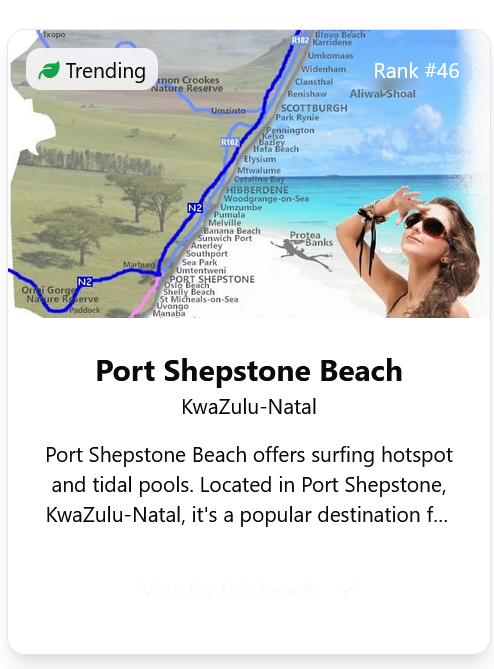 Ixopo
R102
Illovo Beach
Karridene
Trending
Rank #46
Umkomaas
Widenham
Clansthal
rnon Crookes
Nature Reserve
Renishaw
Aliwal Shoal
Umzinto
SCOTTBURGH
Park Rynie
Pennington
Kelso
R102
Bazley
Ifafa Beach
Elysium
Mtwalume
Catalina Bay
HIBBERDENE
Woodgrange-on-Sea
N2
Umzumbe
Pumula
Melville
Banana Beach
Sunwich Port
Anerley
Southport
Protea
Banks
Marburg
Sea Park
Umtentweni
N2
PORT SHEPSTONE
Oslo Beach
Shelly Beach
Nature Reserve
St Micheals-on-Sea
Uvongo
Paddock
Manaba
Port Shepstone Beach
KwaZulu-Natal
Port Shepstone Beach offers surfing hotspot
and tidal pools. Located in Port Shepstone,
KwaZulu-Natal, it's a popular destination f...
Vote for this beach